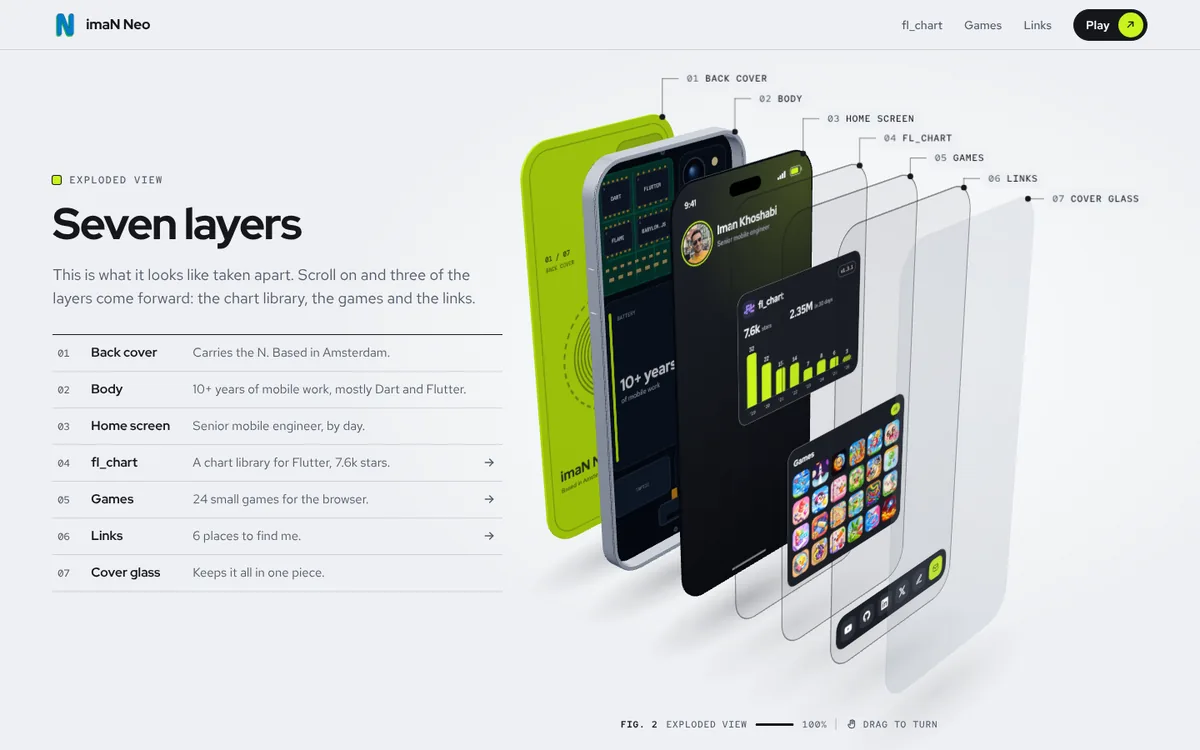 imaN Neo
fl_chart
Games
Links
Play
EXPLODED VIEW
Seven layers
This is what it looks like taken apart. Scroll on and three of the
layers come forward: the chart library, the games and the links.
01 Back cover Carries the N. Based in Amsterdam.
02 Body 10+ years of mobile work, mostly Dart and Flutter.
03 Home screen Senior mobile engineer, by day.
04 fl_chart A chart library for Flutter, 7.6k stars.
05 Games 24 small games for the browser.
06 Links 6 places to find me.
07 Cover glass Keeps it all in one piece.
01 BACK COVER
02 BODY
03 HOME SCREEN
04 FL_CHART
05 GAMES
06 LINKS
07 COVER GLASS
01 / 07
BACK COVER
imaN N
DART
FLUTTER
FLAME
BABYLON.JS
BATTERY
10+ years
of mobile work
9:41
Iman Khoshabi
Senior mobile engineer
fl_chart
7.6k stars
2.35M
Games
FIG. 2 EXPLODED VIEW 100% DRAG TO TURN